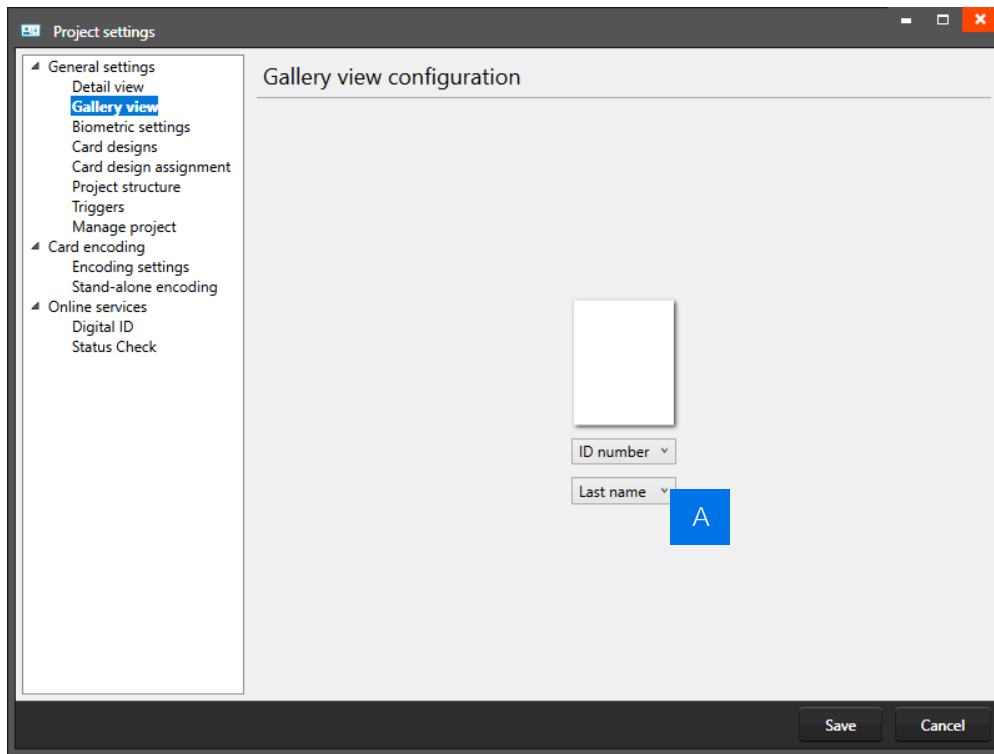 Project settings
General settings
Detail view
Gallery view
Biometric settings
Card designs
Card design assignment
Project structure
Triggers
Manage project
Card encoding
Encoding settings
Stand-alone encoding
Online services
Digital ID
Status Check
Gallery view configuration
ID number
Last name
A
Save
Cancel